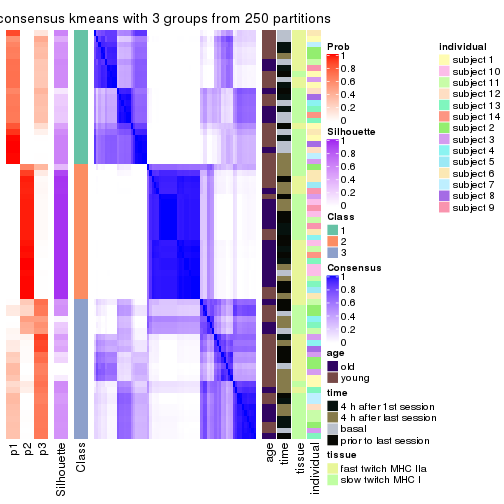 consensus kmeans with 3 groups from 250 partitions
Prob
1
0.8
0.6
0.4
0.2
0
Silhouette
1
0.8
0.6
0.4
0.2
0
Class
1
2
3
Consensus
1
0.8
0.6
0.4
0.2
0
age
old
young
time
4 h after 1st session
4 h after last session
basal
prior to last session
tissue
fast twitch MHC IIa
slow twitch MHC I
individual
subject 1
subject 10
subject 11
subject 12
subject 13
subject 14
subject 2
subject 3
subject 4
subject 5
subject 6
subject 7
subject 8
subject 9
p1
p2
p3
Silhouette
Class
age
time
tissue
individual